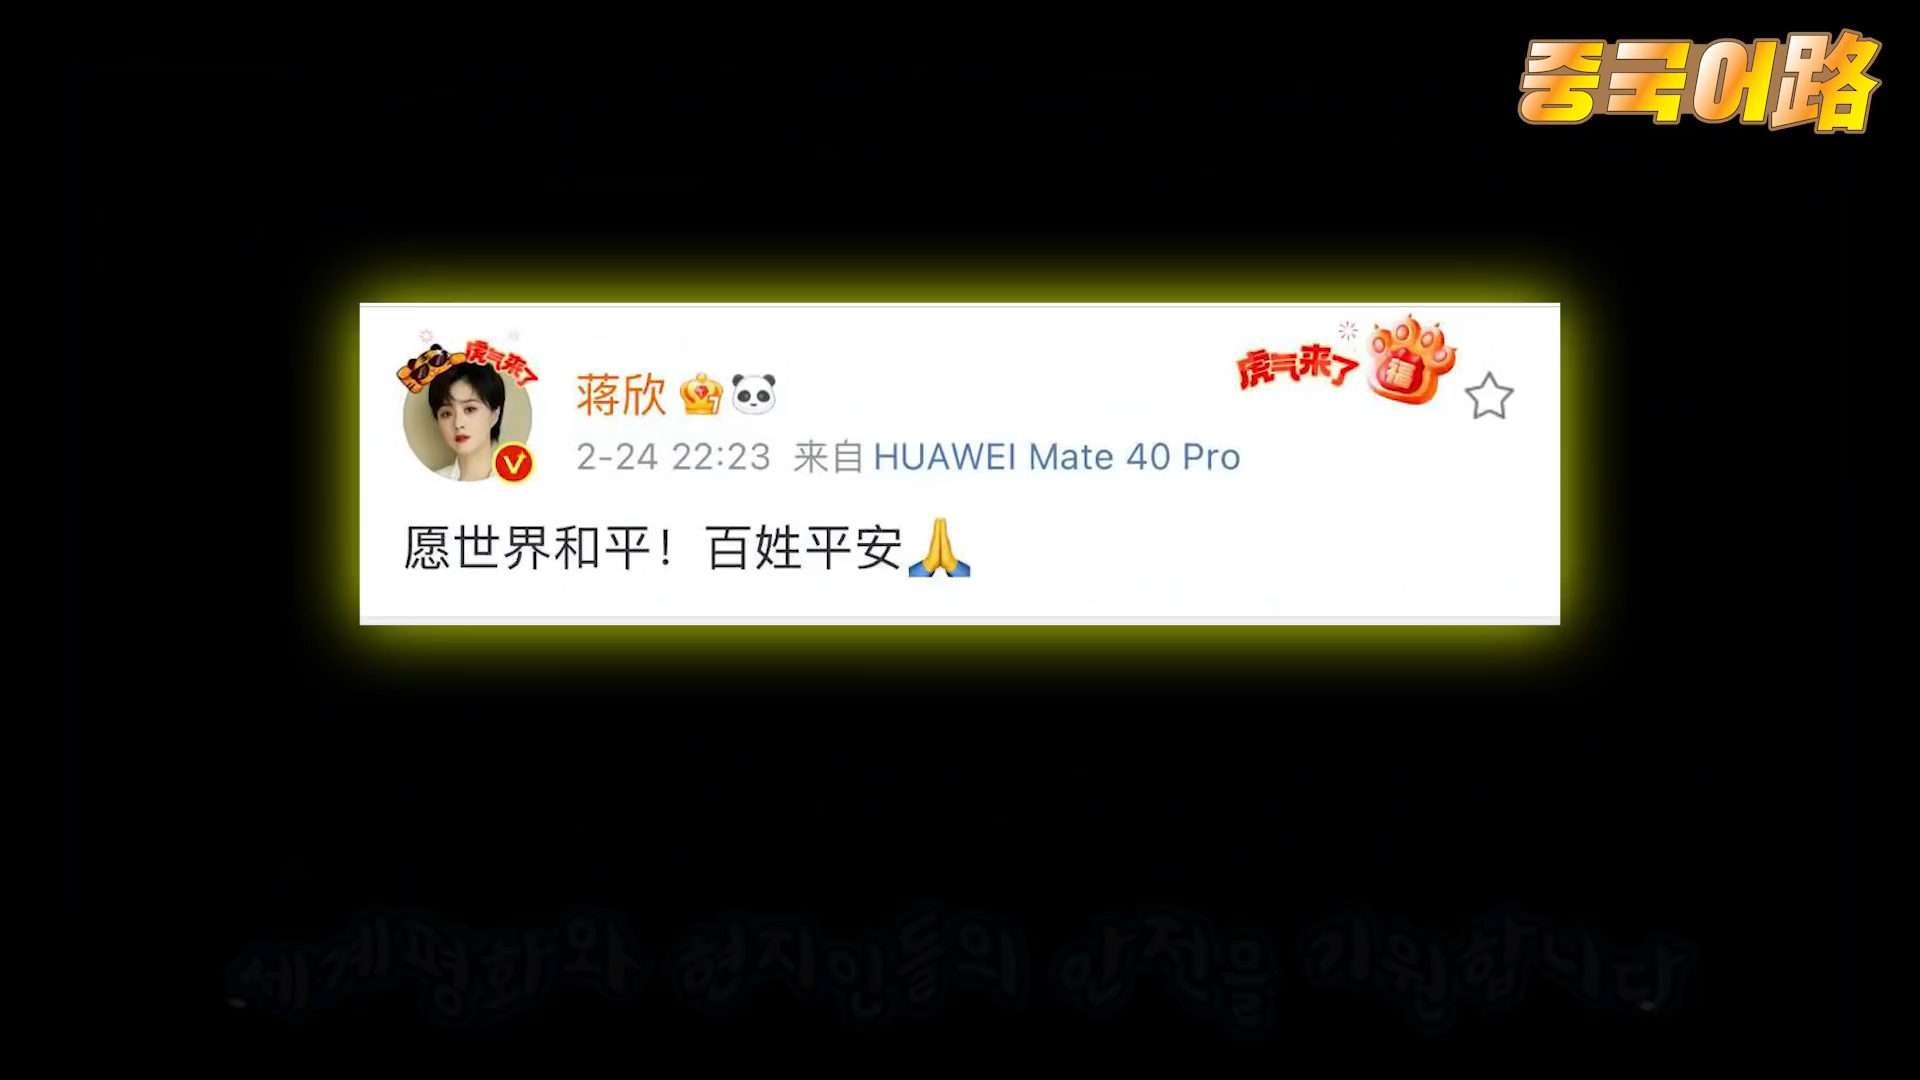 중국어路
虎气来了
虎气来了
福
蒋欣
2-24 22:23 来自 HUAWEI Mate 40 Pro
愿世界和平！百姓平安🙏
세계평화와 현지인들의 안전을 기원합니다